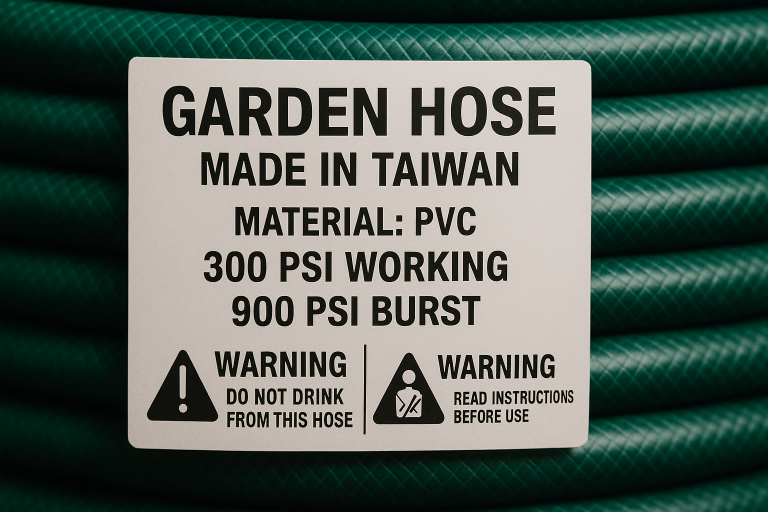 GARDEN HOSE
MADE IN TAIWAN
MATERIAL: PVC
300 PSI WORKING
900 PSI BURST
WARNING
DO NOT DRINK
FROM THIS HOSE
WARNING
READ INSTRUCTIONS
BEFORE USE